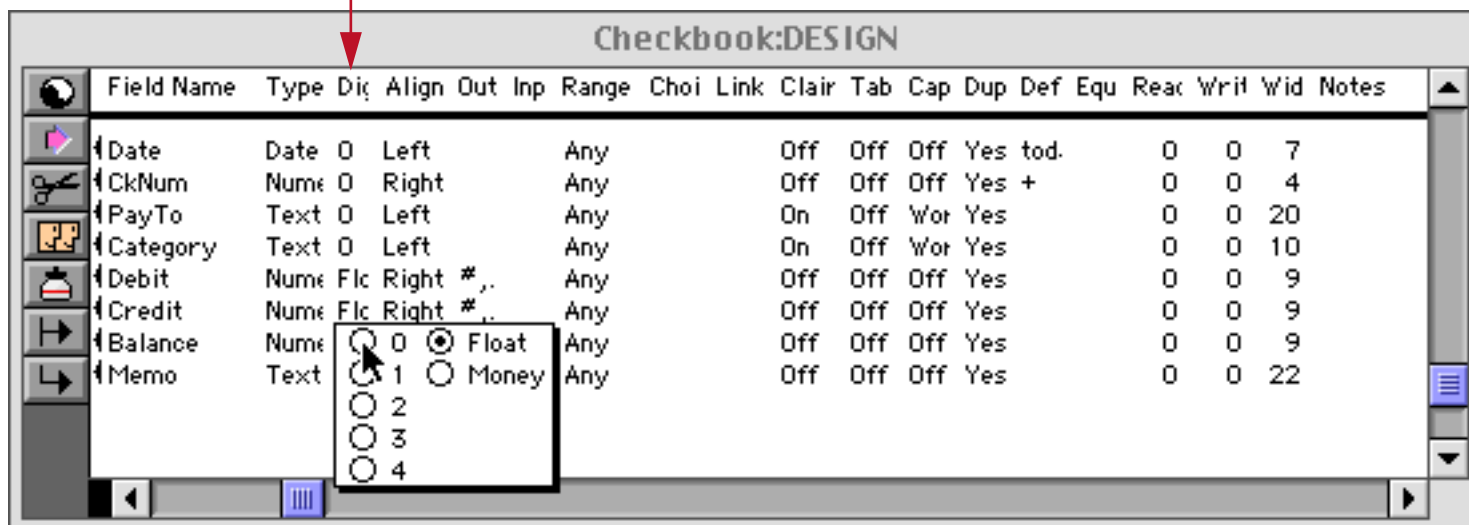 Checkbook:DESIGN
Field Name Type Dig Align Out Inp Range Choi Link Clair Tab Cap Dup Def Equ Read Writ Wid Notes
Date Date 0 Left Any Off Off Off Yes tod. 0 0 7
CkNum Nume 0 Right Any Off Off Off Yes + 0 0 4
PayTo Text 0 Left Any On Off Wor Yes 0 0 20
Category Text 0 Left Any On Off Wor Yes 0 0 10
Debit Nume Flo Right #,. Any Off Off Off Yes 0 0 9
Credit Nume Flo Right #,. Any Off Off Off Yes 0 0 9
Balance Nume 0 Float Any Off Off Off Yes 0 0 9
Memo Text 1 Money Any Off Off Off Yes 0 0 22
2
3
4